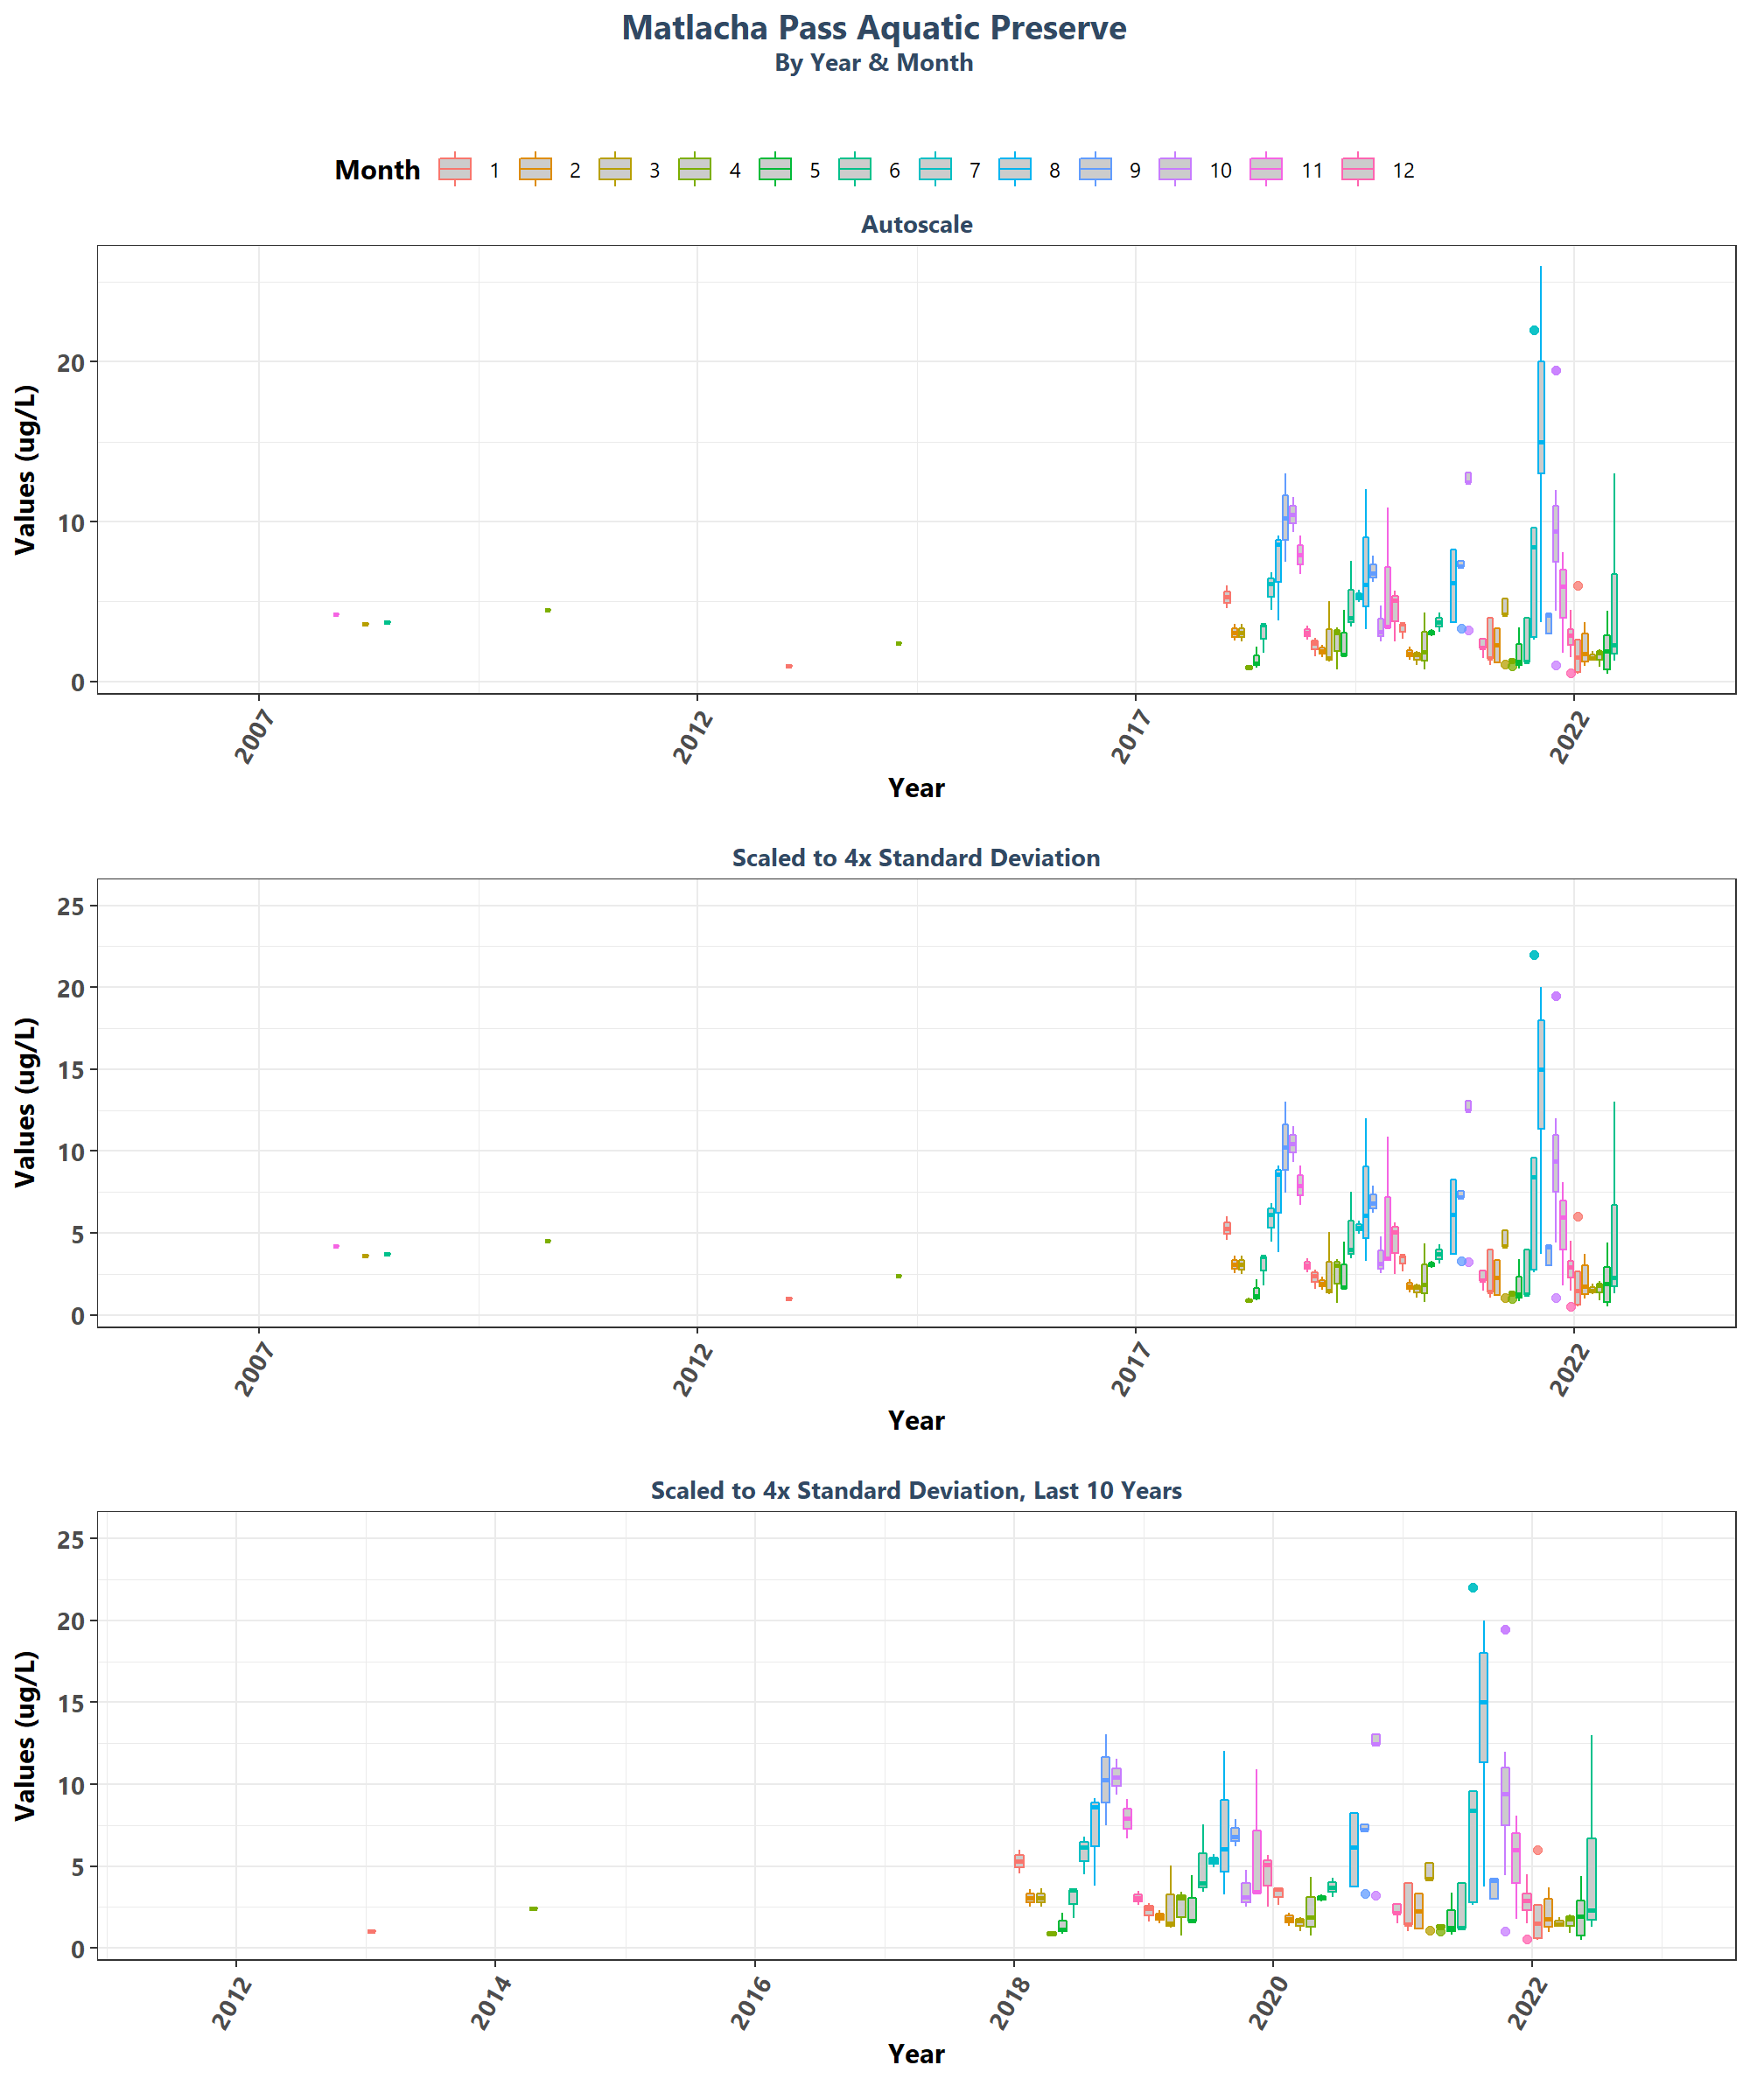 Matlacha Pass Aquatic Preserve
By Year & Month
Month 1 2 3 4 5 6 7 8 9 10 11 12
Autoscale
Values (ug/L)
20
10
0
2007 2012 2017 2022
Year
Scaled to 4x Standard Deviation
Values (ug/L)
25
20
15
10
5
0
2007 2012 2017 2022
Year
Scaled to 4x Standard Deviation, Last 10 Years
Values (ug/L)
25
20
15
10
5
0
2012 2014 2016 2018 2020 2022
Year